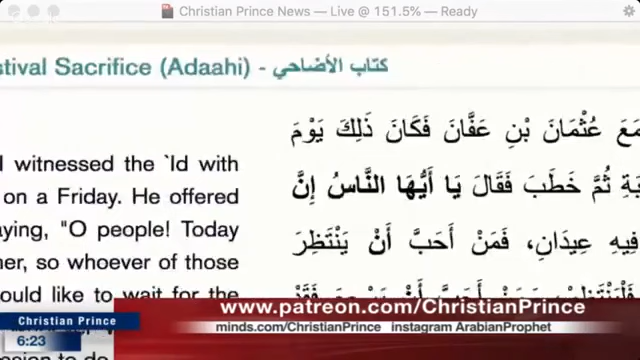 Christian Prince News — Live @ 151.5% — Ready
stival Sacrifice (Adaahi) - كتاب الأضاحي
مَعَ عُثْمَانَ بْنِ عَفَّانَ فَكَانَ ذَلِكَ يَوْمَ
ثُمَّ خَطَبَ فَقَالَ يَا أَيُّهَا النَّاسُ إِنَّ
فِيهِ عِيدَانِ، فَمَنْ أَحَبَّ أَنْ يَنْتَظِرَ
I witnessed the `Id with
on a Friday. He offered
aying, "O people! Today
her, so whoever of those
ould like to wait for the
www.patreon.com/ChristianPrince
minds.com/ChristianPrince instagram ArabianProphet
Christian Prince
6:23